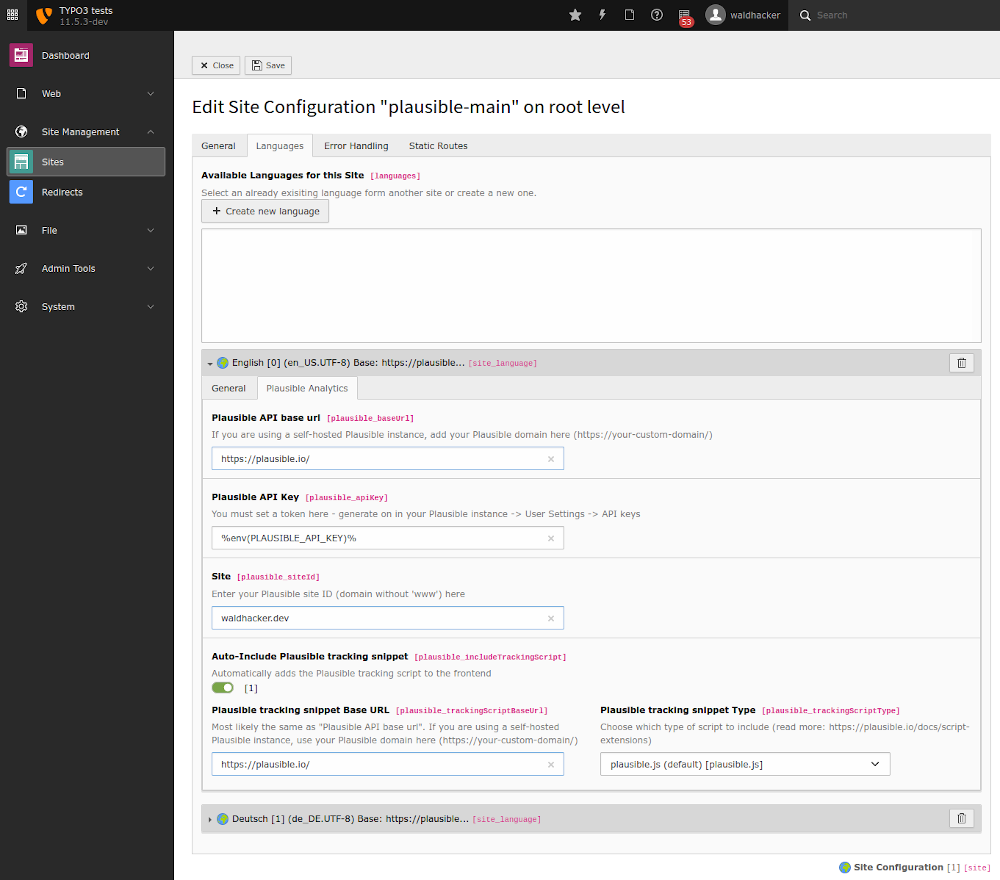 TYPO3 tests
11.5.3-dev
53
waldhacker
Search
Dashboard
Web
Site Management
Sites
Redirects
File
Admin Tools
System
Close
Save
Edit Site Configuration "plausible-main" on root level
General
Languages
Error Handling
Static Routes
Available Languages for this Site [languages]
Select an already exisiting language form another site or create a new one.
+ Create new language
English [0] (en_US.UTF-8) Base: https://plausible... [site_language]
General
Plausible Analytics
Plausible API base url [plausible_baseUrl]
If you are using a self-hosted Plausible instance, add your Plausible domain here (https://your-custom-domain/)
https://plausible.io/
Plausible API Key [plausible_apiKey]
You must set a token here - generate on in your Plausible instance -> User Settings -> API keys
%env(PLAUSIBLE_API_KEY)%
Site [plausible_siteId]
Enter your Plausible site ID (domain without 'www') here
waldhacker.dev
Auto-Include Plausible tracking snippet [plausible_includeTrackingScript]
Automatically adds the Plausible tracking script to the frontend
[1]
Plausible tracking snippet Base URL [plausible_trackingScriptBaseUrl]
Most likely the same as "Plausible API base url". If you are using a self-hosted
Plausible instance, use your Plausible domain here (https://your-custom-domain/)
https://plausible.io/
Plausible tracking snippet Type [plausible_trackingScriptType]
Choose which type of script to include (read more: https://plausible.io/docs/script-
extensions)
plausible.js (default) [plausible.js]
Deutsch [1] (de_DE.UTF-8) Base: https://plausible... [site_language]
Site Configuration [1] [site]